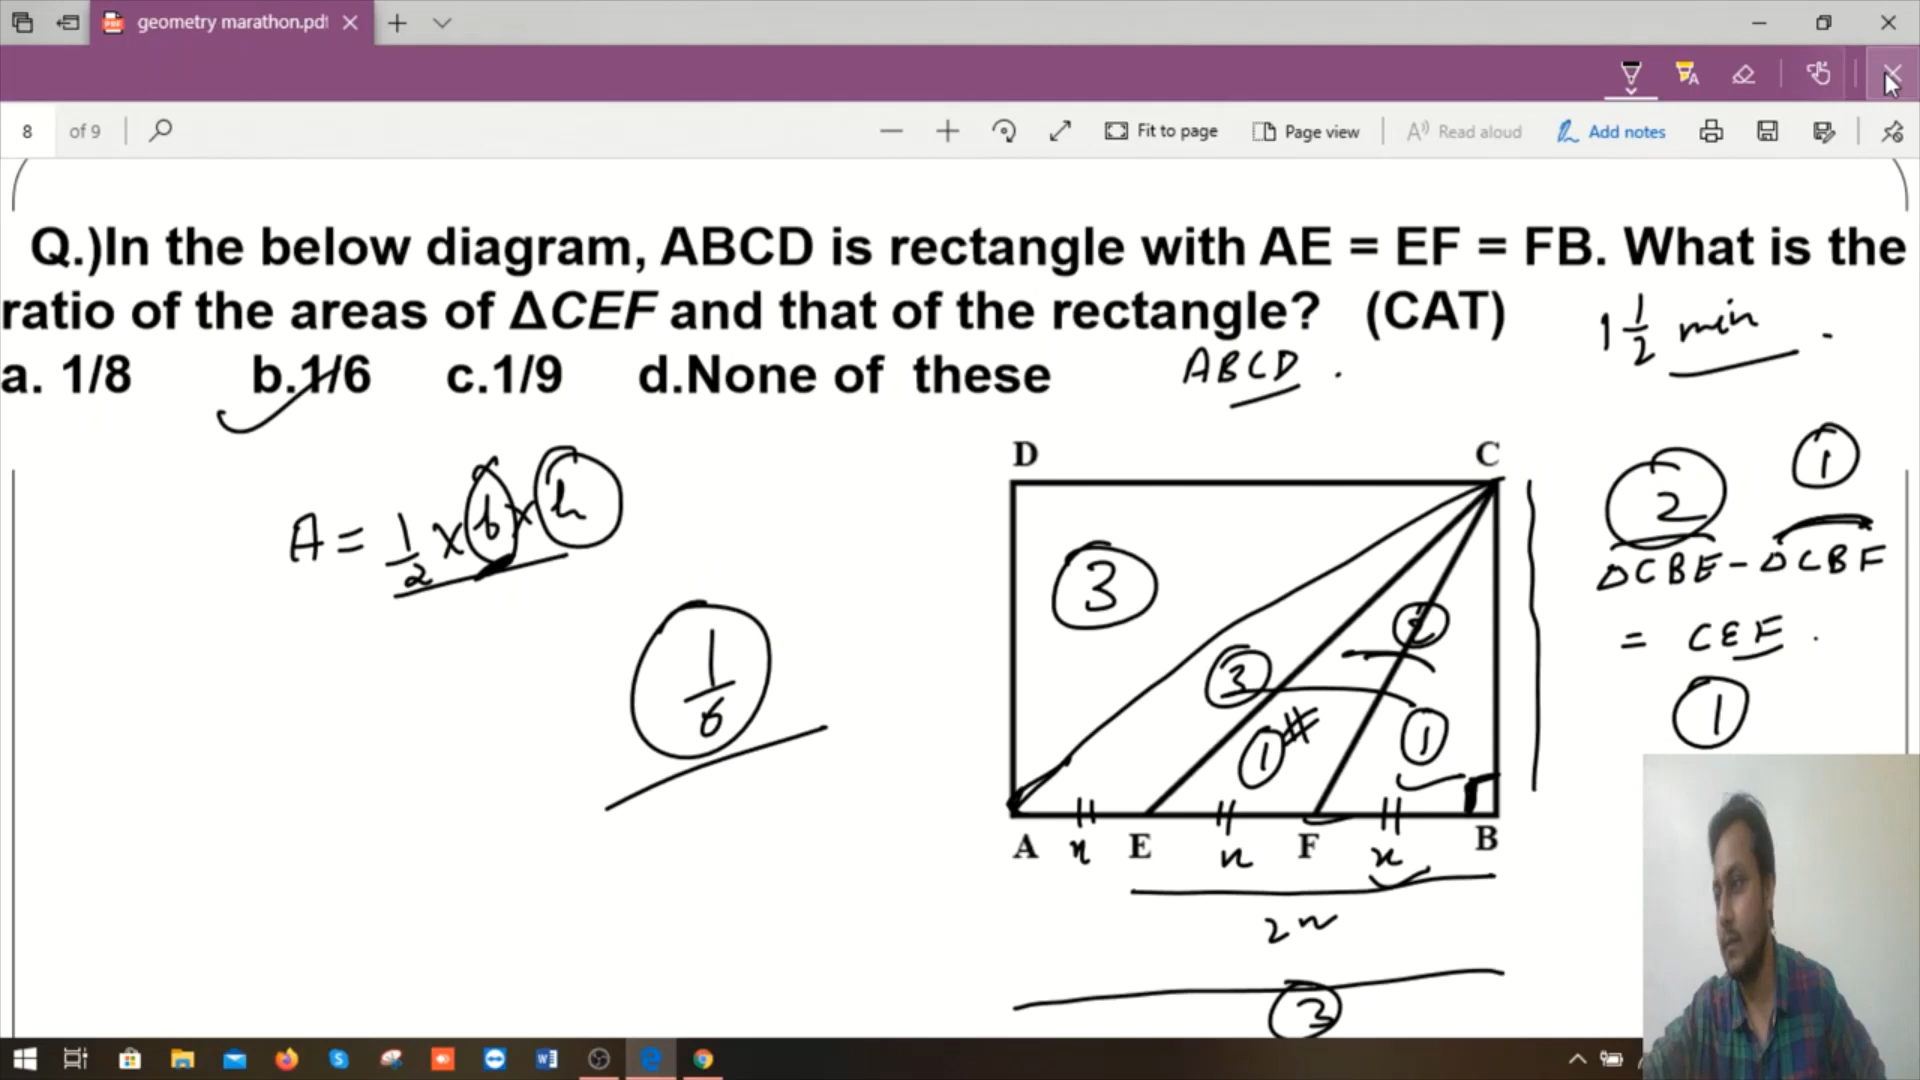 geometry marathon.pdf
8 of 9 Fit to page Page view Read aloud Add notes
Q.)In the below diagram, ABCD is rectangle with AE = EF = FB. What is the
ratio of the areas of ΔCEF and that of the rectangle? (CAT)
1 1/2 min
a. 1/8 b.1/6 c.1/9 d.None of these
ABCD.
D C
2 1
A = 1/2 × b × h
ΔCBE - ΔCBF
3
= CEF.
1/6
3
1
1
1
A E F B
x x x
2x
3